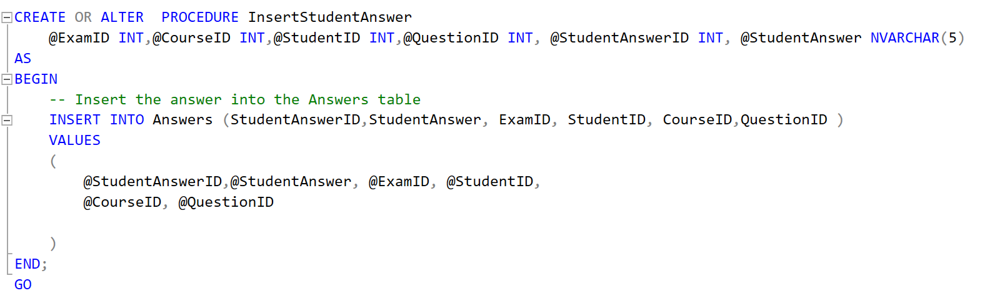 CREATE OR ALTER  PROCEDURE InsertStudentAnswer
    @ExamID INT,@CourseID INT,@StudentID INT,@QuestionID INT, @StudentAnswerID INT, @StudentAnswer NVARCHAR(5)
AS
BEGIN
    -- Insert the answer into the Answers table
    INSERT INTO Answers (StudentAnswerID,StudentAnswer, ExamID, StudentID, CourseID,QuestionID )
    VALUES
    (
        @StudentAnswerID,@StudentAnswer, @ExamID, @StudentID,
        @CourseID, @QuestionID
    )
END;
GO